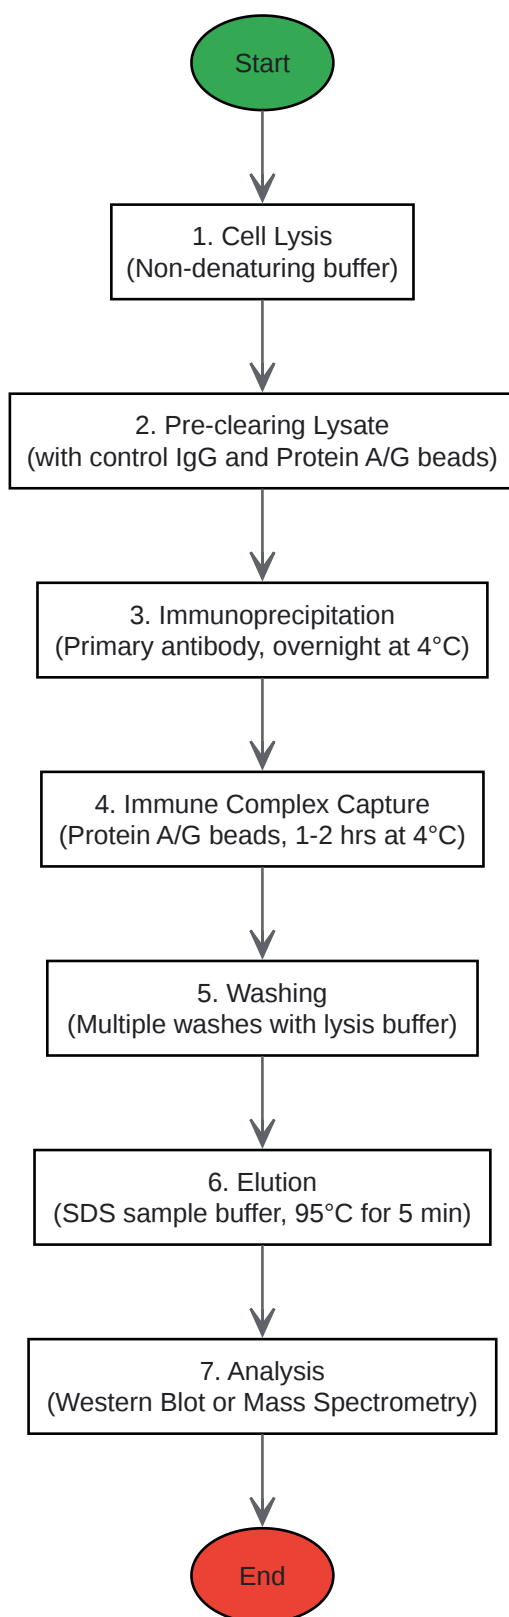 Start
1. Cell Lysis
(Non-denaturing buffer)
2. Pre-clearing Lysate
(with control IgG and Protein A/G beads)
3. Immunoprecipitation
(Primary antibody, overnight at 4°C)
4. Immune Complex Capture
(Protein A/G beads, 1-2 hrs at 4°C)
5. Washing
(Multiple washes with lysis buffer)
6. Elution
(SDS sample buffer, 95°C for 5 min)
7. Analysis
(Western Blot or Mass Spectrometry)
End